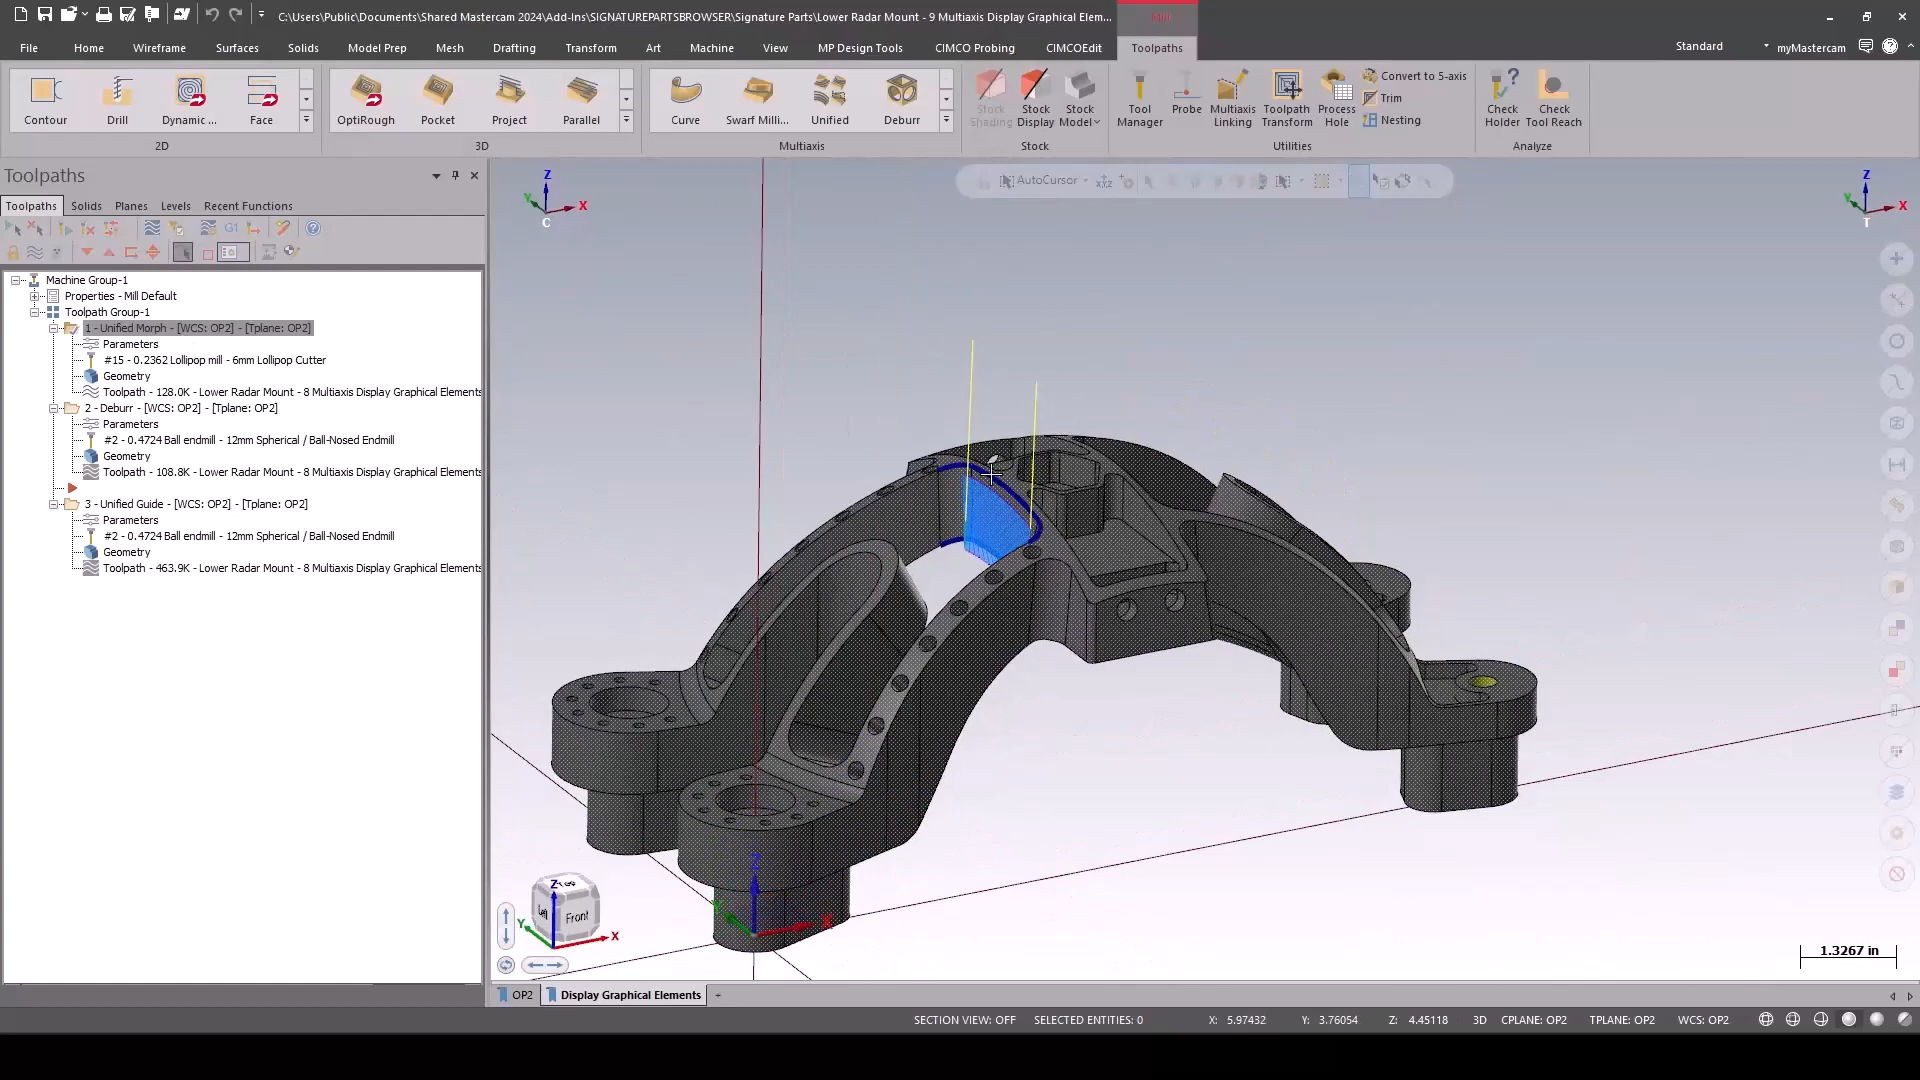 C:\Users\Public\Documents\Shared Mastercam 2024\Add-Ins\SIGNATUREPARTSBROWSER\Signature Parts\Lower Radar Mount - 9 Multiaxis Display Graphical Elem...
Mill
File Home Wireframe Surfaces Solids Model Prep Mesh Drafting Transform Art Machine View MP Design Tools CIMCO Probing CIMCOEdit Toolpaths
Standard myMastercam
Contour Drill Dynamic ... Face
2D
OptiRough Pocket Project Parallel
3D
Curve Swarf Milli... Unified Deburr
Multiaxis
Stock Shading Stock Display Stock Model
Stock
Tool Manager Probe Multiaxis Linking Toolpath Transform Process Hole
Convert to 5-axis
Trim
Nesting
Utilities
Check Holder Check Tool Reach
Analyze
Toolpaths
Toolpaths Solids Planes Levels Recent Functions
G1
Machine Group-1
Properties - Mill Default
Toolpath Group-1
1 - Unified Morph - [WCS: OP2] - [Tplane: OP2]
Parameters
#15 - 0.2362 Lollipop mill - 6mm Lollipop Cutter
Geometry
Toolpath - 128.0K - Lower Radar Mount - 8 Multiaxis Display Graphical Elements
2 - Deburr - [WCS: OP2] - [Tplane: OP2]
Parameters
#2 - 0.4724 Ball endmill - 12mm Spherical / Ball-Nosed Endmill
Geometry
Toolpath - 108.8K - Lower Radar Mount - 8 Multiaxis Display Graphical Elements
3 - Unified Guide - [WCS: OP2] - [Tplane: OP2]
Parameters
#2 - 0.4724 Ball endmill - 12mm Spherical / Ball-Nosed Endmill
Geometry
Toolpath - 463.9K - Lower Radar Mount - 8 Multiaxis Display Graphical Elements
AutoCursor
Z
Y
X
C
Z
Y
X
T
Z
Y
X
Top
Left
Front
Z
Y
X
1.3267 in
OP2 Display Graphical Elements +
SECTION VIEW: OFF SELECTED ENTITIES: 0 X: 5.97432 Y: 3.76054 Z: 4.45118 3D CPLANE: OP2 TPLANE: OP2 WCS: OP2